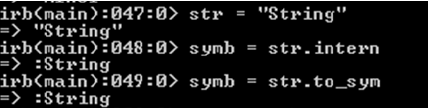 irb(main):047:0> str = "String"
=> "String"
irb(main):048:0> symb = str.intern
=> :String
irb(main):049:0> symb = str.to_sym
=> :String